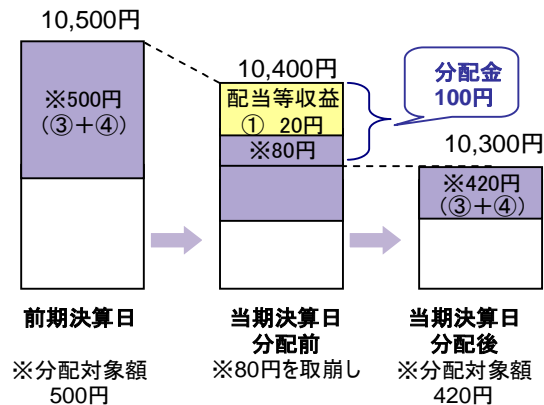 10,500円
※500円
(③+④)
10,400円
配当等収益
① 20円
※80円
分配金
100円
10,300円
※420円
(③+④)
前期決算日
※分配対象額
500円
当期決算日
分配前
※80円を取崩し
当期決算日
分配後
※分配対象額
420円